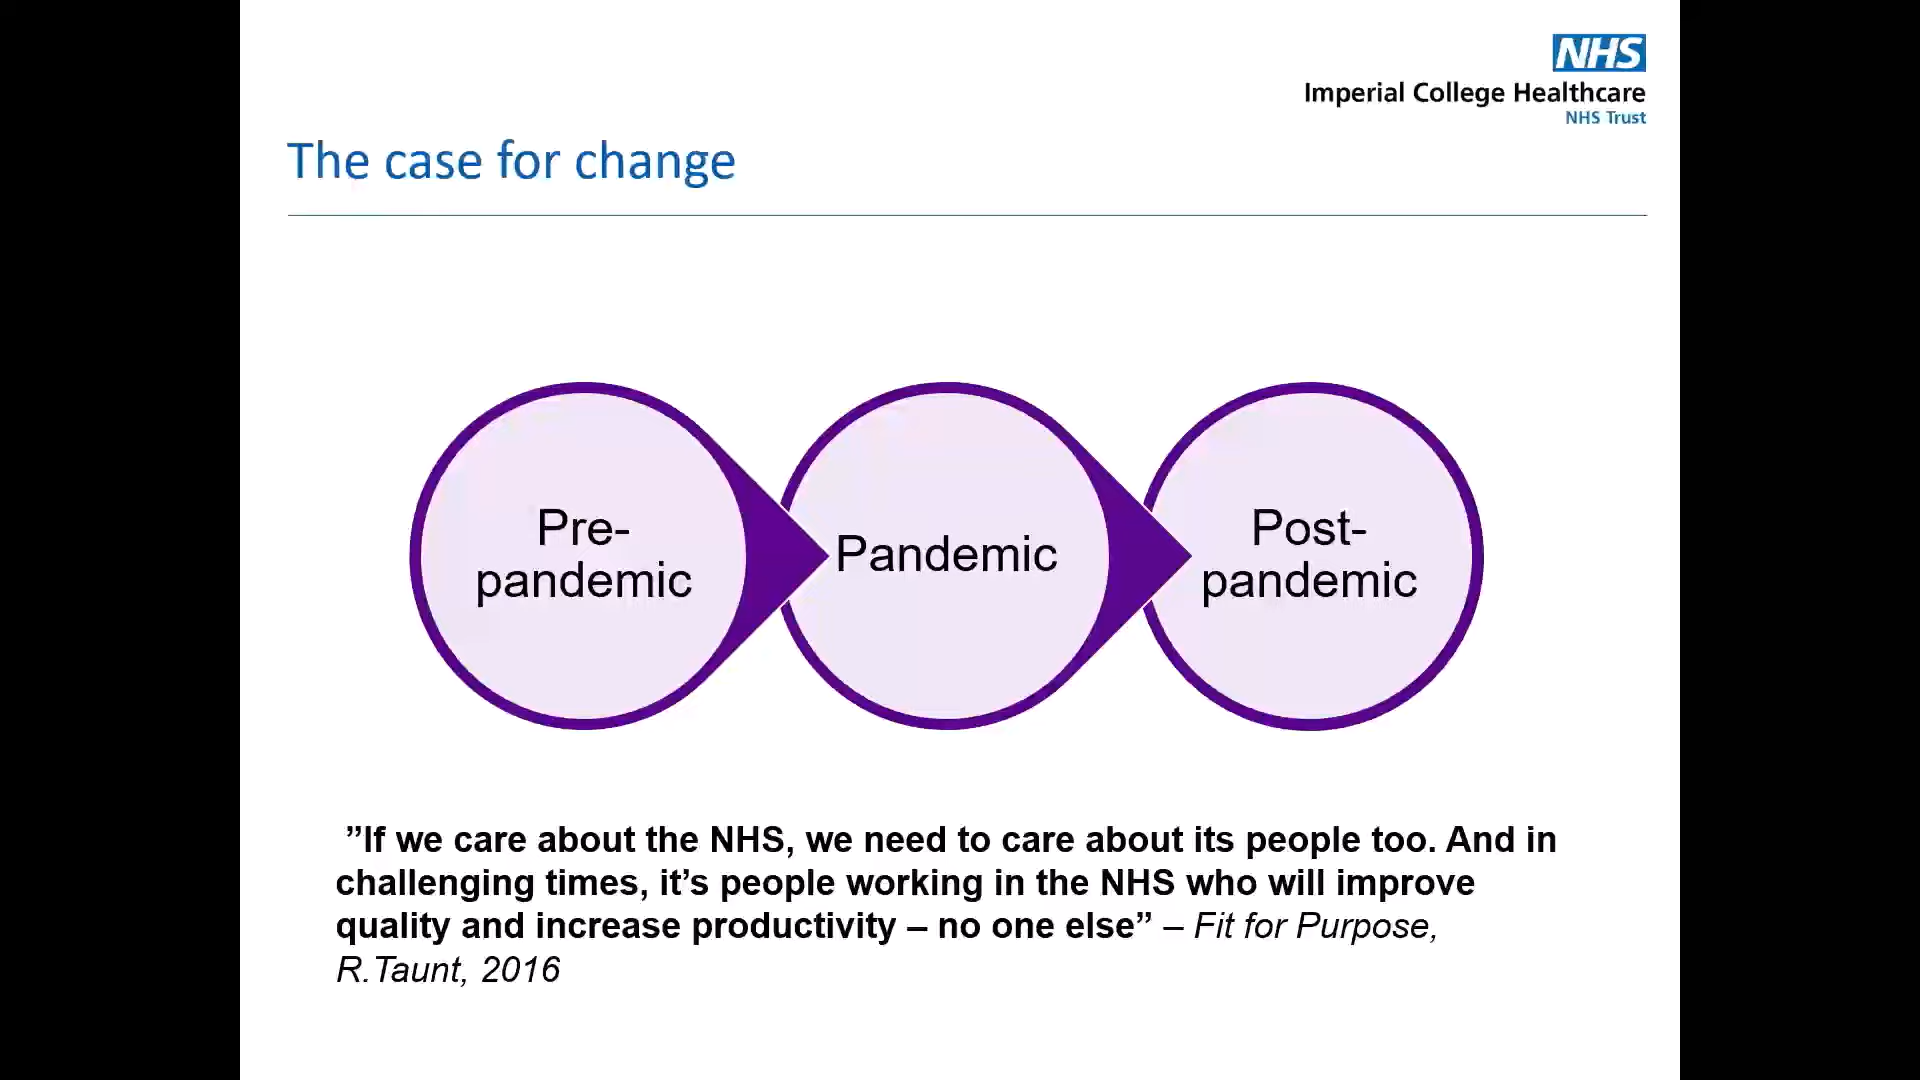 NHS
Imperial College Healthcare
NHS Trust
The case for change
Pre-
pandemic
Pandemic
Post-
pandemic
”If we care about the NHS, we need to care about its people too. And in
challenging times, it’s people working in the NHS who will improve
quality and increase productivity – no one else” – Fit for Purpose,
R.Taunt, 2016